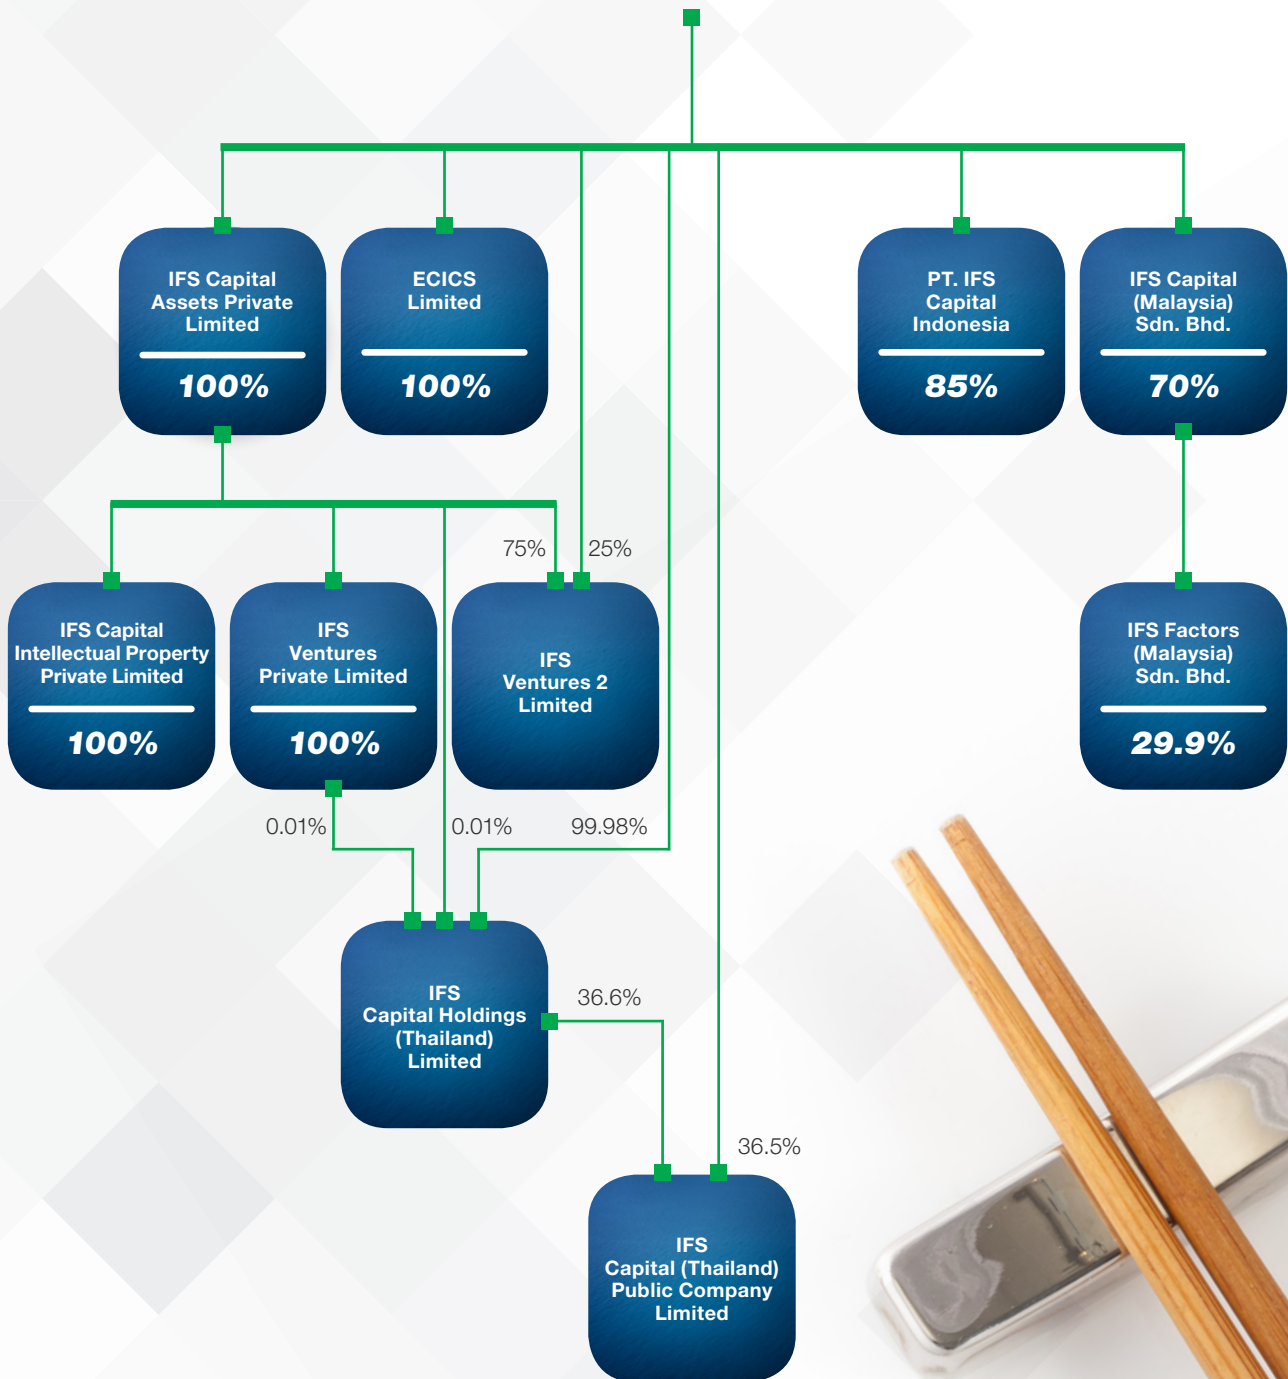 IFS Capital
Assets Private
Limited
100%
ECICS
Limited
100%
PT. IFS
Capital
Indonesia
85%
IFS Capital
(Malaysia)
Sdn. Bhd.
70%
75%
25%
IFS Capital
Intellectual Property
Private Limited
100%
IFS
Ventures
Private Limited
100%
IFS
Ventures 2
Limited
IFS Factors
(Malaysia)
Sdn. Bhd.
29.9%
0.01%
0.01%
99.98%
IFS
Capital Holdings
(Thailand)
Limited
36.6%
36.5%
IFS
Capital (Thailand)
Public Company
Limited